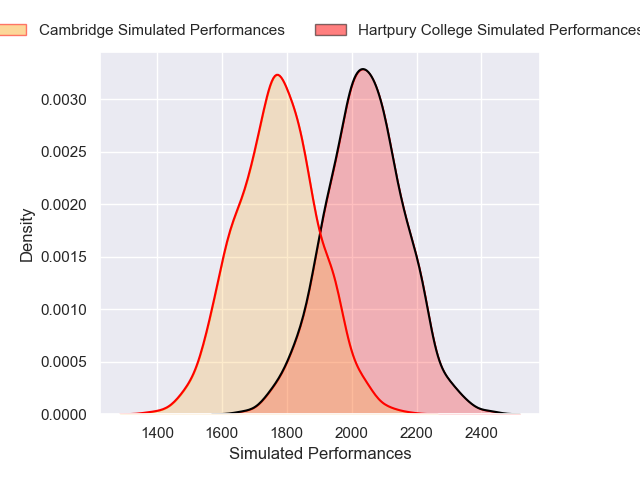 Cambridge Simulated Performances
Hartpury College Simulated Performances
0.0030
0.0025
0.0020
0.0015
0.0010
0.0005
0.0000
Density
1400 1600 1800 2000 2200 2400
Simulated Performances